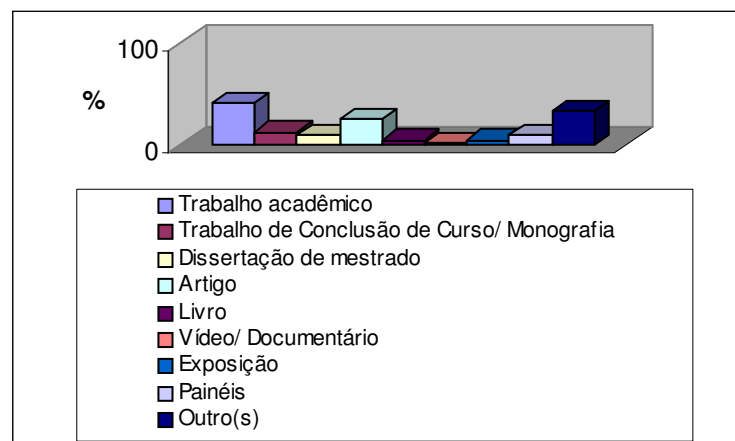 100
%
0
Trabalho acadêmico
Trabalho de Conclusão de Curso/ Monografia
Dissertação de mestrado
Artigo
Livro
Vídeo/ Documentário
Exposição
Painéis
Outro(s)